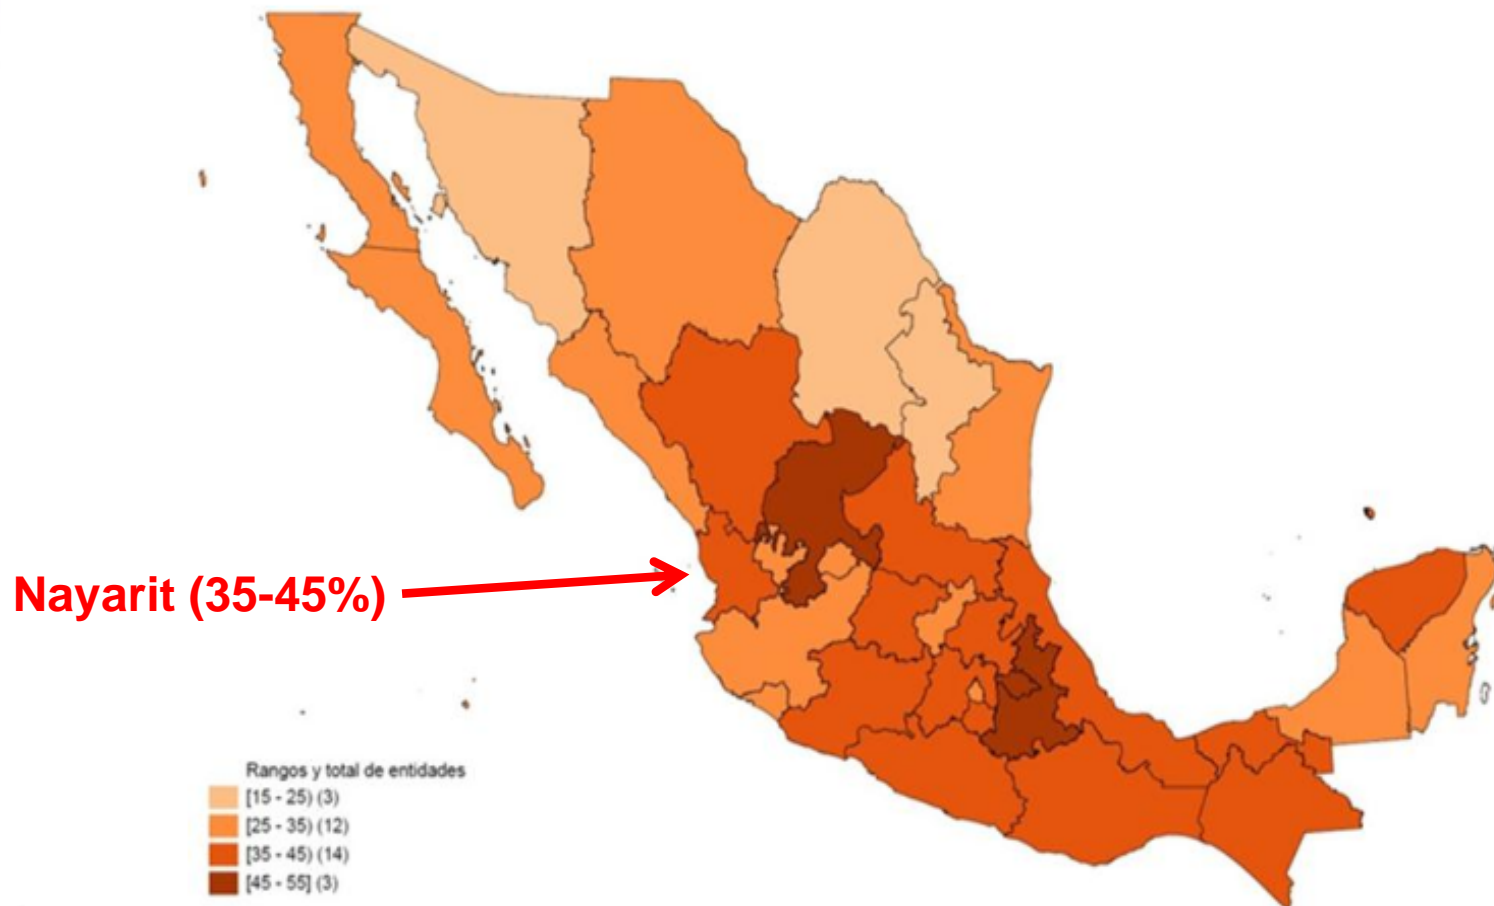 Nayarit (35-45%)
Rangos y total de entidades
[15 - 25) (3)
[25 - 35) (12)
[35 - 45) (14)
[45 - 55] (3)